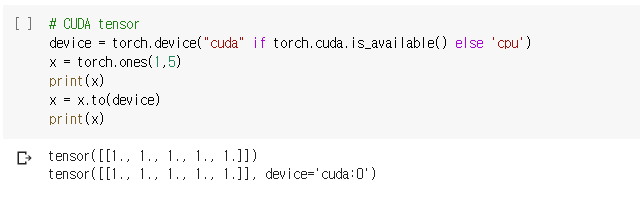 [ ] # CUDA tensor
device = torch.device("cuda" if torch.cuda.is_available() else 'cpu')
x = torch.ones(1,5)
print(x)
x = x.to(device)
print(x)
tensor([[1., 1., 1., 1., 1.]])
tensor([[1., 1., 1., 1., 1.]], device='cuda:0')